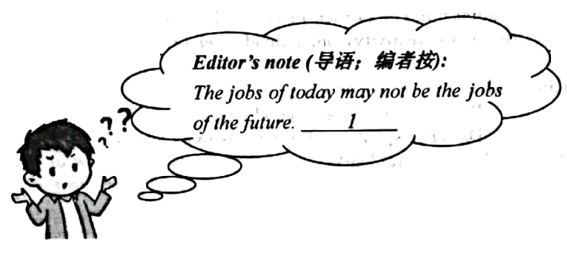 Editor's note (导语；编者按):
The jobs of today may not be the jobs
of the future. ___1___
???